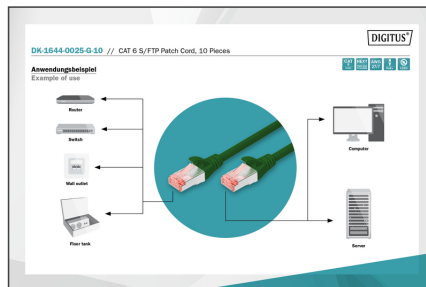 DIGITUS®
DK-1644-0025-G-10 // CAT 6 S/FTP Patch Cord, 10 Pieces
Anwendungsbeispiel
Example of use
Router
Switch
Wall outlet
Floor tank
Computer
Server